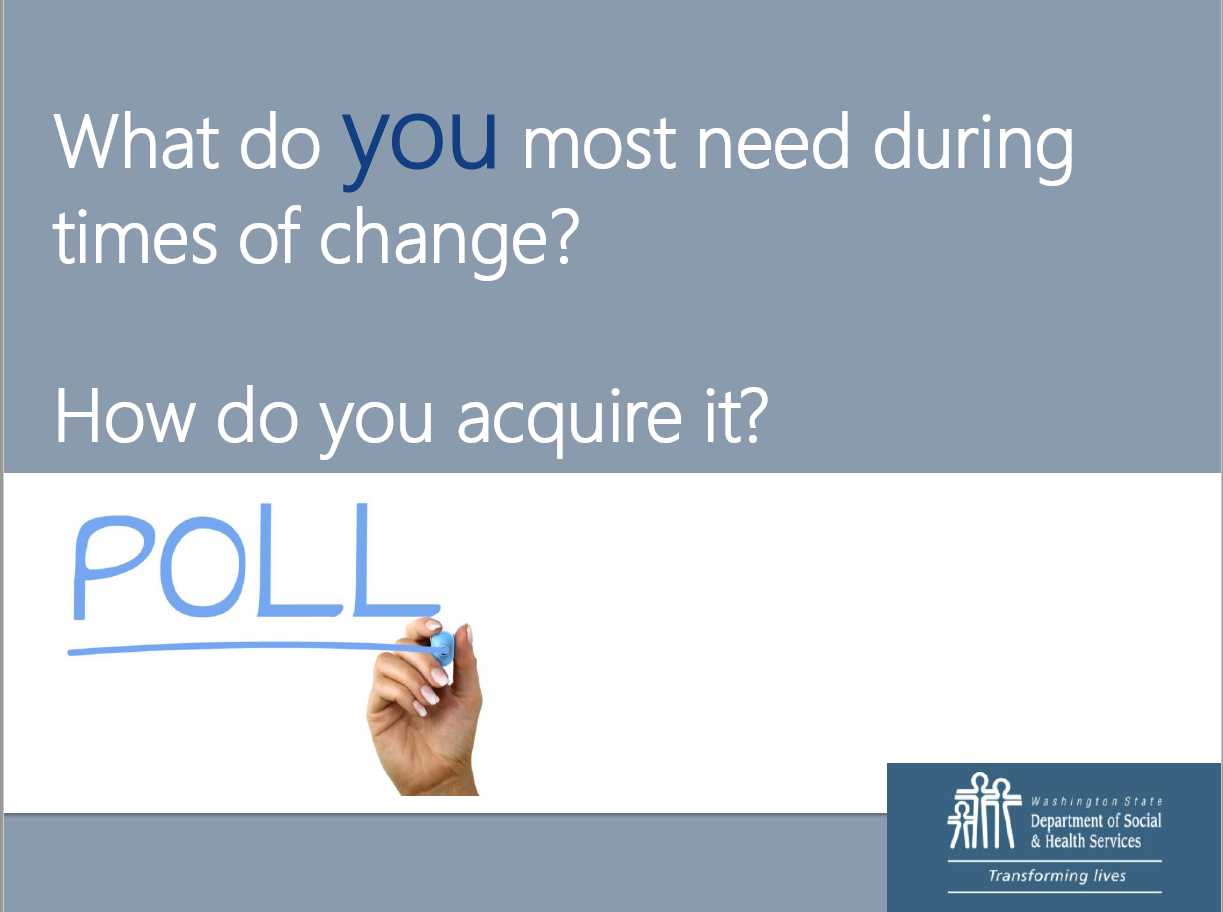 What do you most need during
times of change?
How do you acquire it?
POLL
Washington State
Department of Social
& Health Services
Transforming lives